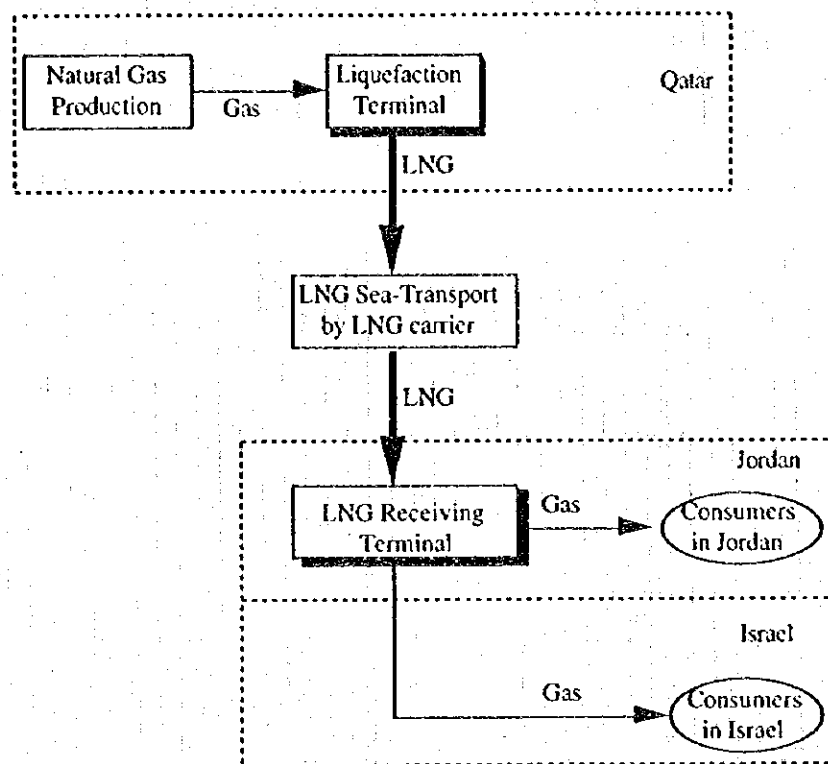 Natural Gas
Production
Gas
Liquefaction
Terminal
Qatar
LNG
LNG Sea-Transport
by LNG carrier
LNG
Jordan
LNG Receiving
Terminal
Gas
Consumers
in Jordan
Israel
Gas
Consumers
in Israel